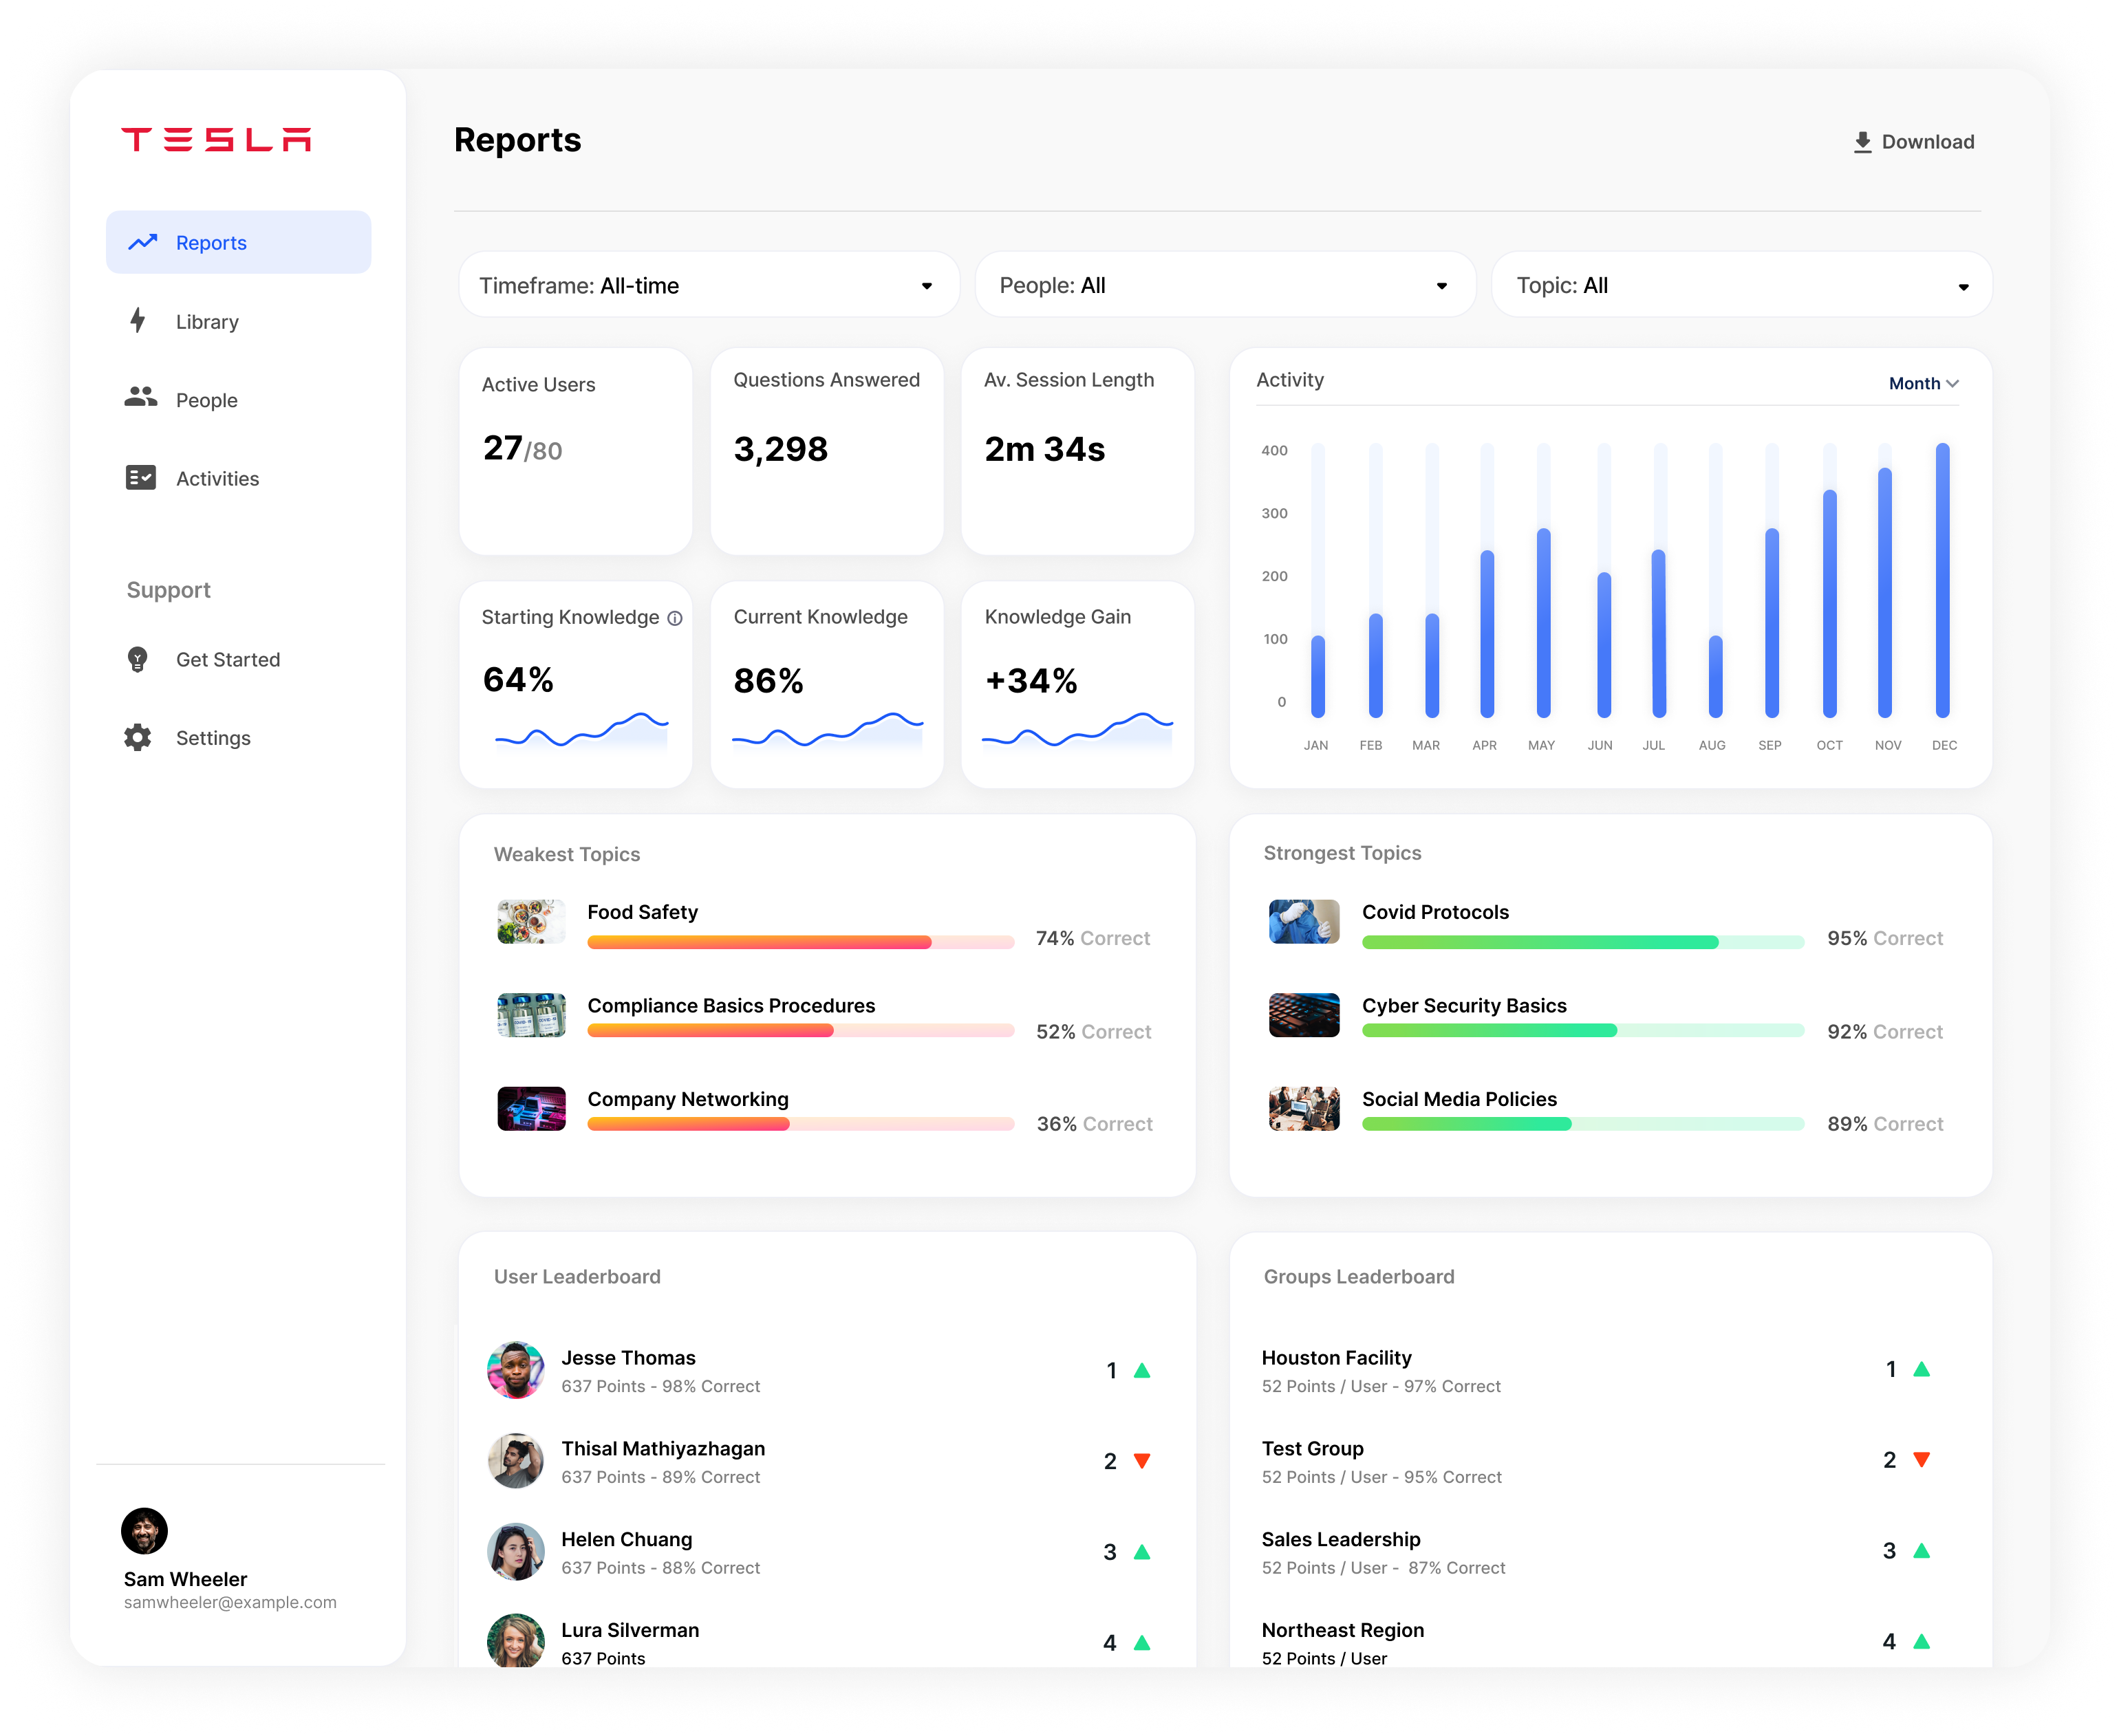 TESLA
Reports
Library
People
Activities
Support
Get Started
Settings
Sam Wheeler
samwheeler@example.com
Reports
Download
Timeframe: All-time
People: All
Topic: All
Active Users
27/80
Questions Answered
3,298
Av. Session Length
2m 34s
Starting Knowledge
64%
Current Knowledge
86%
Knowledge Gain
+34%
Activity
Month
400
300
200
100
0
JAN FEB MAR APR MAY JUN JUL AUG SEP OCT NOV DEC
Weakest Topics
Food Safety
74% Correct
Compliance Basics Procedures
52% Correct
Company Networking
36% Correct
Strongest Topics
Covid Protocols
95% Correct
Cyber Security Basics
92% Correct
Social Media Policies
89% Correct
User Leaderboard
Jesse Thomas
637 Points - 98% Correct
1
Thisal Mathiyazhagan
637 Points - 89% Correct
2
Helen Chuang
637 Points - 88% Correct
3
Lura Silverman
637 Points
4
Groups Leaderboard
Houston Facility
52 Points / User - 97% Correct
1
Test Group
52 Points / User - 95% Correct
2
Sales Leadership
52 Points / User - 87% Correct
3
Northeast Region
52 Points / User
4